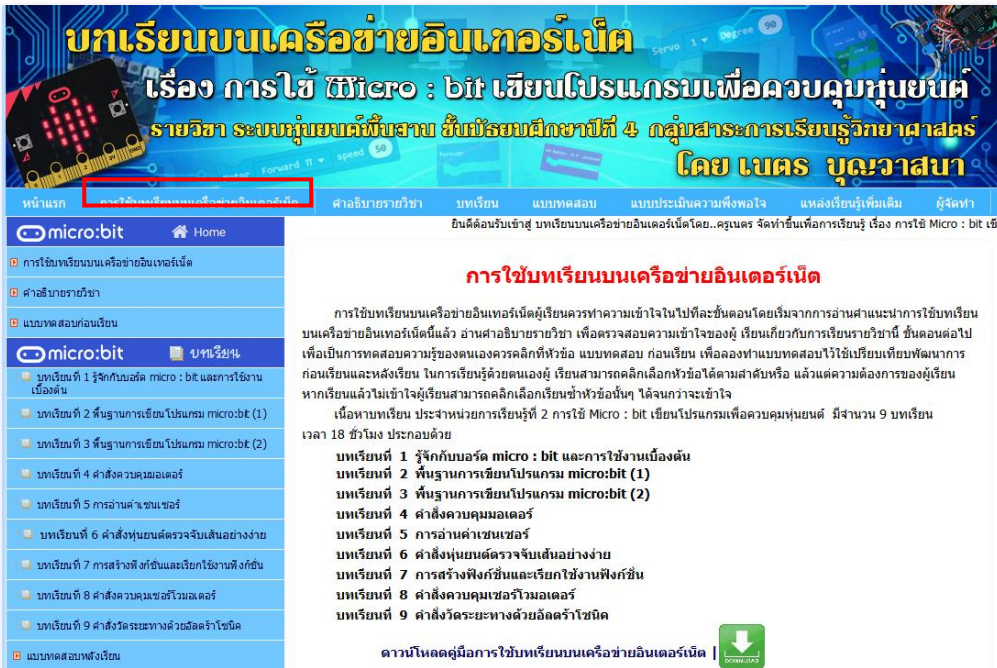 บทเรียนบนเครือข่ายอินเทอร์เน็ต
เรื่อง การใช้ Micro : bit เขียนโปรแกรมเพื่อควบคุมหุ่นยนต์
รายวิชา ระบบหุ่นยนต์พื้นฐาน ชั้นมัธยมศึกษาปีที่ 4 กลุ่มสาระการเรียนรู้วิทยาศาสตร์
โดย เนตร บุญวาสนา
Servo 1 Degree 90
Forward 11 speed 50
หน้าแรก การใช้บทเรียนบนเครือข่ายอินเตอร์เน็ต คำอธิบายรายวิชา บทเรียน แบบทดสอบ แบบประเมินความพึงพอใจ แหล่งเรียนรู้เพิ่มเติม ผู้จัดทำ
ยินดีต้อนรับเข้าสู่ บทเรียนบนเครือข่ายอินเตอร์เน็ตโดย..ครูเนตร จัดทำขึ้นเพื่อการเรียนรู้ เรื่อง การใช้ Micro : bit เขี
micro:bit Home
การใช้บทเรียนบนเครือข่ายอินเทอร์เน็ต
คำอธิบายรายวิชา
แบบทดสอบก่อนเรียน
micro:bit บทเรียน
บทเรียนที่ 1 รู้จักกับบอร์ด micro : bit และการใช้งาน
เบื้องต้น
บทเรียนที่ 2 พื้นฐานการเขียนโปรแกรม micro:bit (1)
บทเรียนที่ 3 พื้นฐานการเขียนโปรแกรม micro:bit (2)
บทเรียนที่ 4 คำสั่งควบคุมมอเตอร์
บทเรียนที่ 5 การอ่านค่าเซนเซอร์
บทเรียนที่ 6 คำสั่งหุ่นยนต์ตรวจจับเส้นอย่างง่าย
บทเรียนที่ 7 การสร้างฟังก์ชั่นและเรียกใช้งานฟังก์ชั่น
บทเรียนที่ 8 คำสั่งควบคุมเซอร์โวมอเตอร์
บทเรียนที่ 9 คำสั่งวัดระยะทางด้วยอัลตร้าโซนิค
แบบทดสอบหลังเรียน
การใช้บทเรียนบนเครือข่ายอินเตอร์เน็ต
การใช้บทเรียนบนเครือข่ายอินเทอร์เน็ตผู้เรียนควรทำความเข้าใจในไปทีละขั้นตอนโดยเริ่มจากการอ่านคำแนะนำการใช้บทเรียน
บนเครือข่ายอินเทอร์เน็ตนี้แล้ว อ่านคำอธิบายรายวิชา เพื่อตรวจสอบความเข้าใจของผู้ เรียนเกี่ยวกับการเรียนรายวิชานี้ ขั้นตอนต่อไป
เพื่อเป็นการทดสอบความรู้ของตนเองควรคลิกที่หัวข้อ แบบทดสอบ ก่อนเรียน เพื่อลองทำแบบทดสอบไว้ใช้เปรียบเทียบพัฒนาการ
ก่อนเรียนและหลังเรียน ในการเรียนรู้ด้วยตนเองผู้ เรียนสามารถคลิกเลือกหัวข้อได้ตามลำดับหรือ แล้วแต่ความต้องการของผู้เรียน
หากเรียนแล้วไม่เข้าใจผู้เรียนสามารถคลิกเลือกเรียนซ้ำหัวข้อนั้นๆ ได้จนกว่าจะเข้าใจ
เนื้อหาบทเรียน ประจำหน่วยการเรียนรู้ที่ 2 การใช้ Micro : bit เขียนโปรแกรมเพื่อควบคุมหุ่นยนต์ มีจำนวน 9 บทเรียน
เวลา 18 ชั่วโมง ประกอบด้วย
บทเรียนที่ 1 รู้จักกับบอร์ด micro : bit และการใช้งานเบื้องต้น
บทเรียนที่ 2 พื้นฐานการเขียนโปรแกรม micro:bit (1)
บทเรียนที่ 3 พื้นฐานการเขียนโปรแกรม micro:bit (2)
บทเรียนที่ 4 คำสั่งควบคุมมอเตอร์
บทเรียนที่ 5 การอ่านค่าเซนเซอร์
บทเรียนที่ 6 คำสั่งหุ่นยนต์ตรวจจับเส้นอย่างง่าย
บทเรียนที่ 7 การสร้างฟังก์ชั่นและเรียกใช้งานฟังก์ชั่น
บทเรียนที่ 8 คำสั่งควบคุมเซอร์โวมอเตอร์
บทเรียนที่ 9 คำสั่งวัดระยะทางด้วยอัลตร้าโซนิค
ดาวน์โหลดคู่มือการใช้บทเรียนบนเครือข่ายอินเตอร์เน็ต |
DOWNLOAD